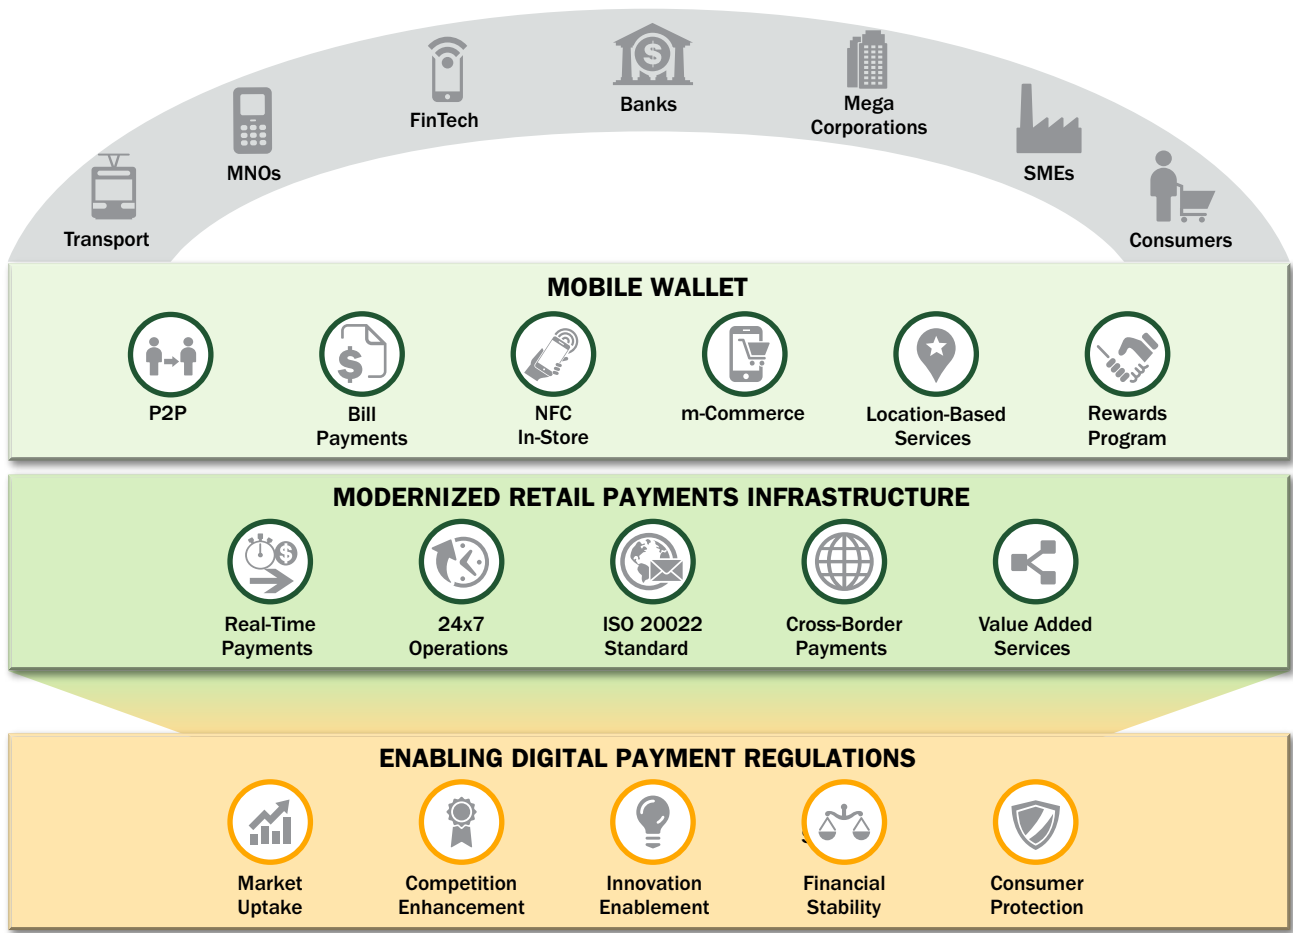 Banks
Mega
Corporations
FinTech
MNOs
SMEs
Transport
Consumers
MOBILE WALLET
P2P
Bill
Payments
NFC
In-Store
m-Commerce
Location-Based
Services
Rewards
Program
MODERNIZED RETAIL PAYMENTS INFRASTRUCTURE
Real-Time
Payments
24x7
Operations
ISO 20022
Standard
Cross-Border
Payments
Value Added
Services
ENABLING DIGITAL PAYMENT REGULATIONS
Market
Uptake
Competition
Enhancement
Innovation
Enablement
Financial
Stability
Consumer
Protection